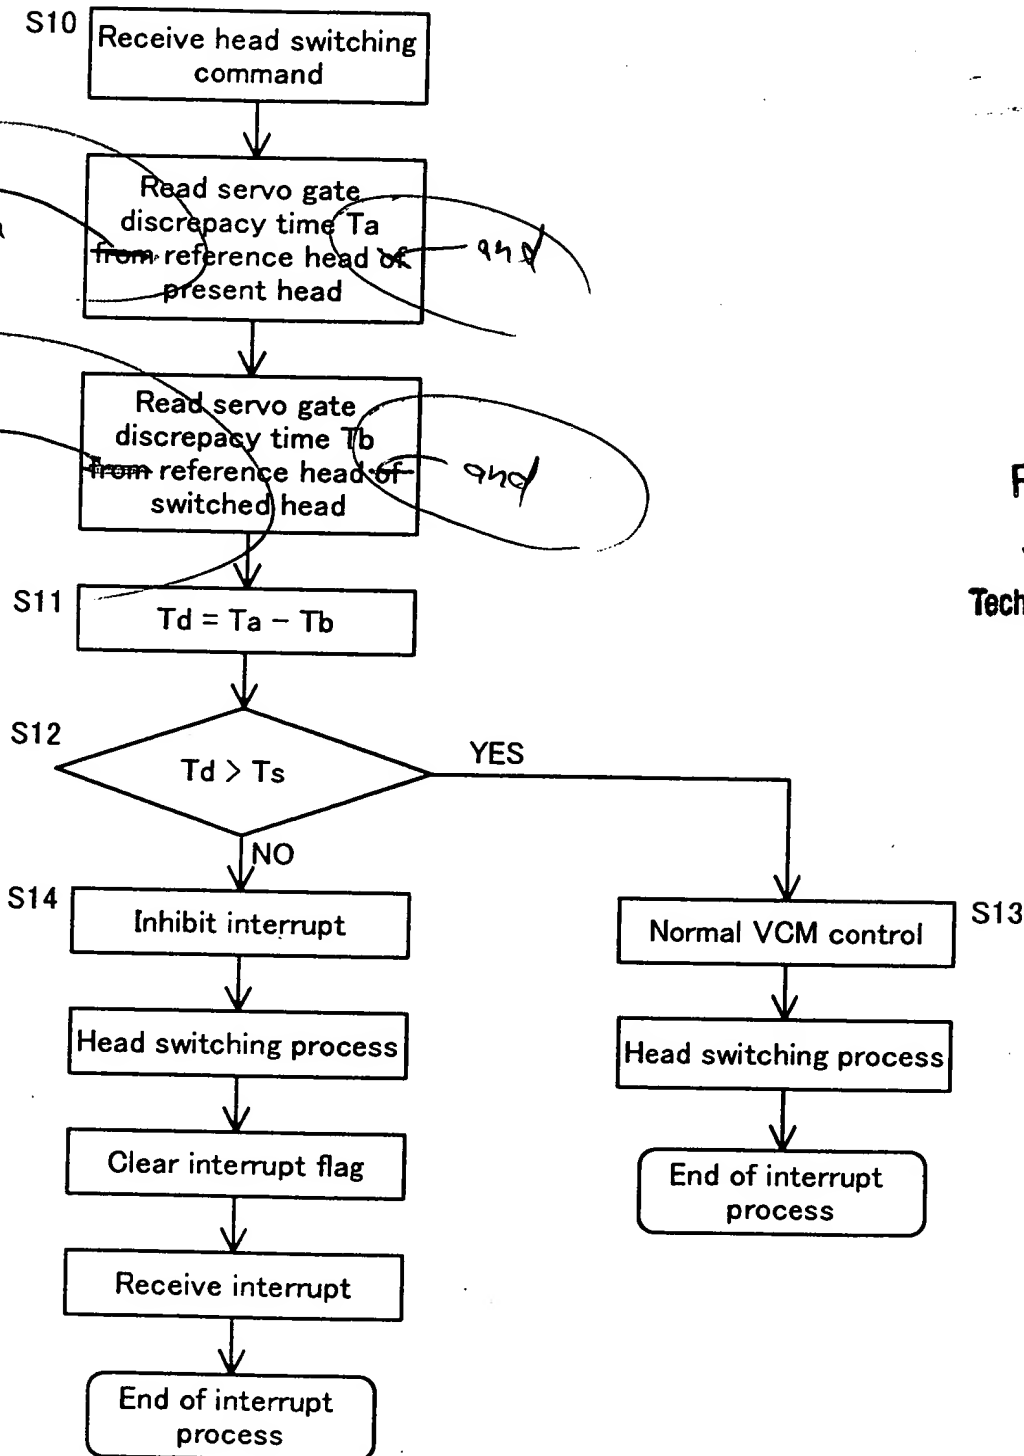 S10
Receive head switching
command
Read servo gate
discrepacy time Ta
from reference head of
and
present head
Read servo gate
discrepacy time Tb
from reference head of
and
switched head
Tech
S11
Td = Ta − Tb
S12
Td > Ts
YES
NO
S14
Inhibit interrupt
Normal VCM control
S13
Head switching process
Head switching process
Clear interrupt flag
End of interrupt
process
Receive interrupt
End of interrupt
process